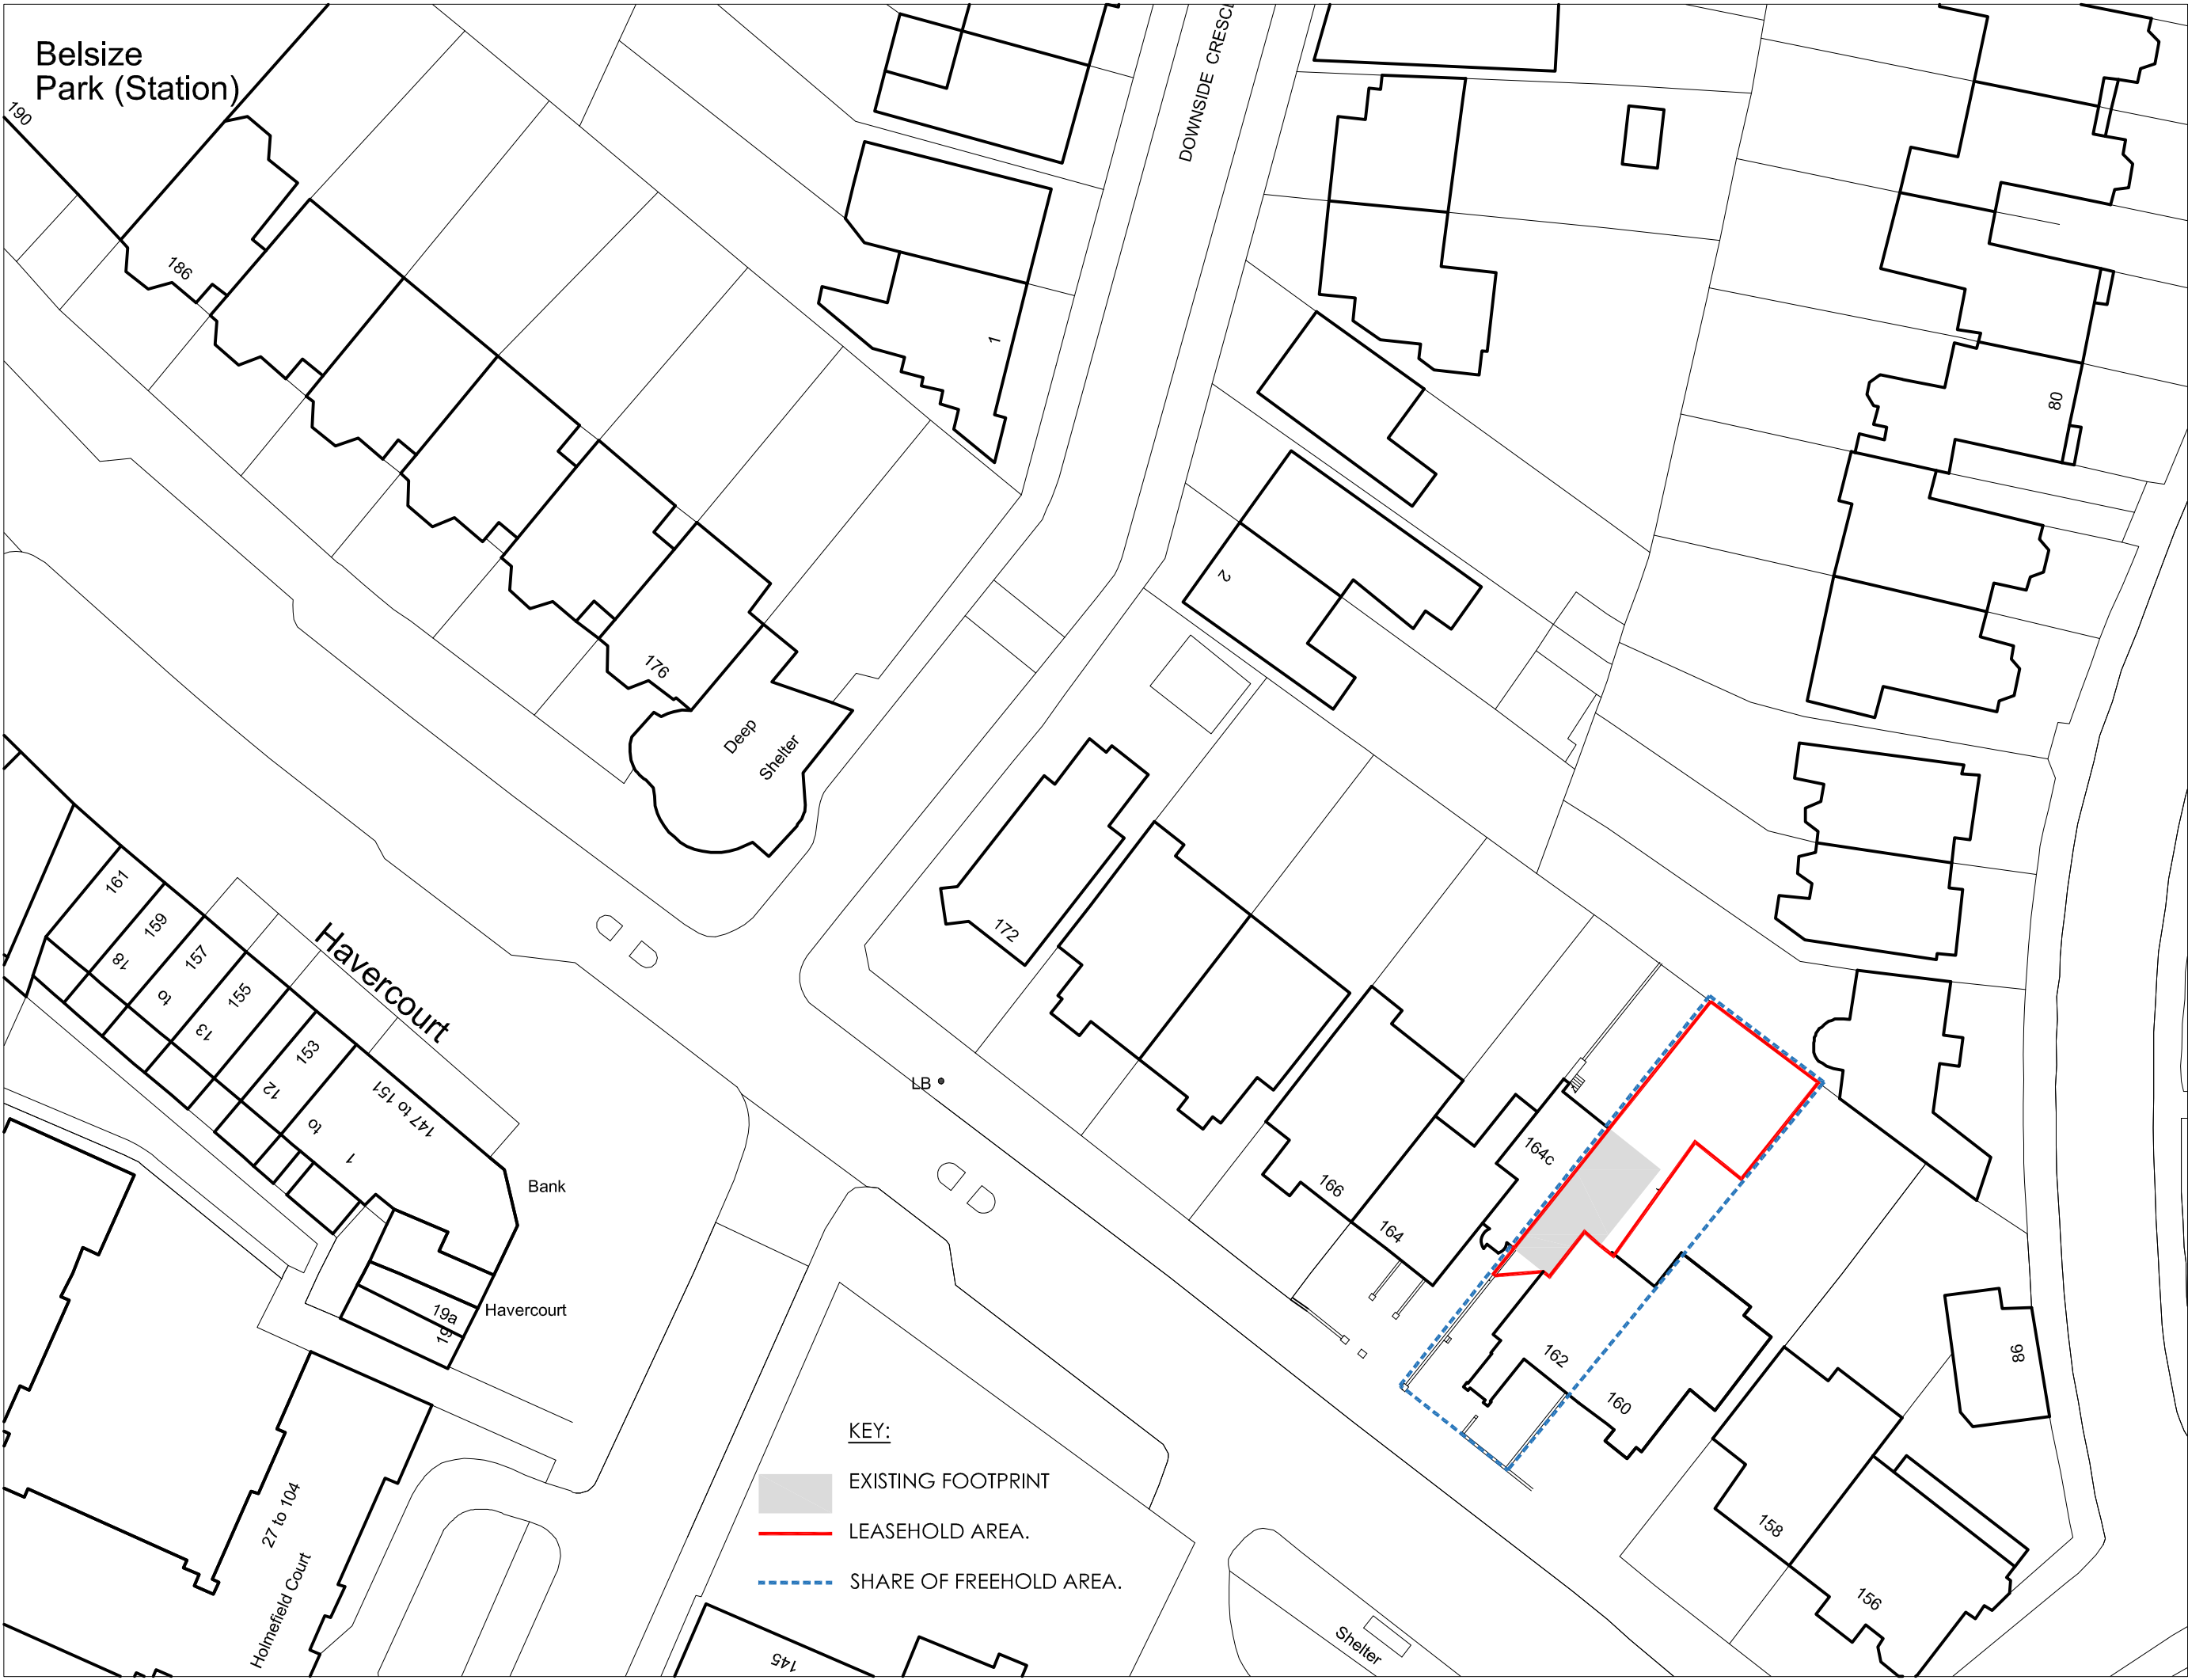 Belsize
Park (Station)
190
DOWNSIDE CRESC
186
1
80
2
176
Deep
Shelter
161
159
18
157
to
155
13
Havercourt
153
12
147 to 151
to
1
172
LB
Bank
164c
166
164
Havercourt
19a
19
162
160
98
158
156
27 to 104
Holmefield Court
KEY:
EXISTING FOOTPRINT
LEASEHOLD AREA.
SHARE OF FREEHOLD AREA.
145
Shelter